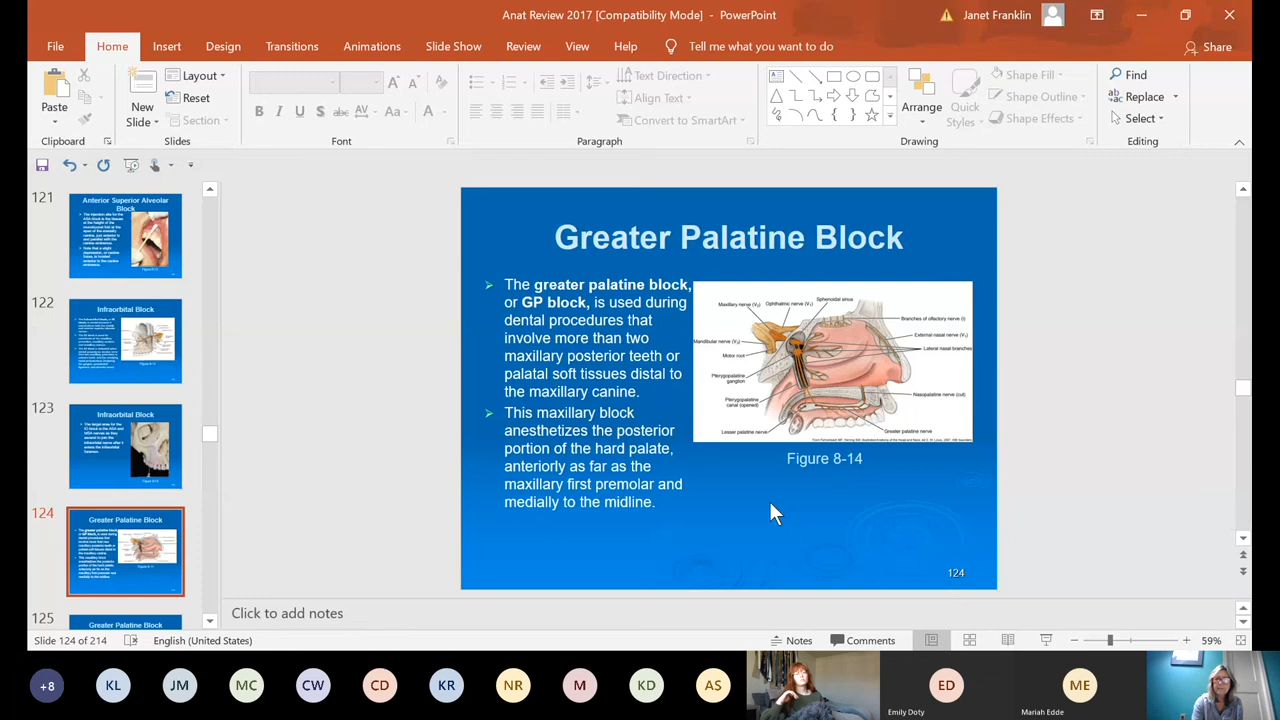 Anat Review 2017 [Compatibility Mode] - PowerPoint
Janet Franklin
File Home Insert Design Transitions Animations Slide Show Review View Help Tell me what you want to do
Share
Paste
New
Slide
Layout
Reset
Section
B I U S abc AV Aa A
Text Direction
Align Text
Convert to SmartArt
Arrange
Quick
Styles
Shape Fill
Shape Outline
Shape Effects
Find
Replace
Select
Clipboard Slides Font Paragraph Drawing Editing
121
Anterior Superior Alveolar
Block
122
Infraorbital Block
123
Infraorbital Block
124
Greater Palatine Block
125
Greater Palatine Block
Greater Palatine Block
The greater palatine block,
or GP block, is used during
dental procedures that
involve more than two
maxillary posterior teeth or
palatal soft tissues distal to
the maxillary canine.
This maxillary block
anesthetizes the posterior
portion of the hard palate,
anteriorly as far as the
maxillary first premolar and
medially to the midline.
Maxillary nerve (V2)
Ophthalmic nerve (V1)
Sphenoidal sinus
Branches of olfactory nerve (I)
External nasal nerve (V1)
Lateral nasal branches
Mandibular nerve (V3)
Motor root
Pterygopalatine
ganglion
Pterygopalatine
canal (opened)
Nasopalatine nerve (cut)
Lesser palatine nerve
Greater palatine nerve
Figure 8-14
124
Click to add notes
Slide 124 of 214 English (United States) Notes Comments 59%
+8 KL JM MC CW CD KR NR M KD AS ED ME
Emily Doty
Mariah Edde